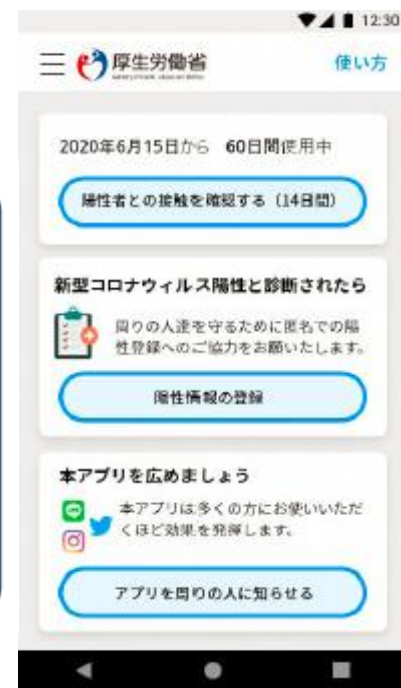 12:30
厚生労働省
使い方
2020年6月15日から 60日間使用中
陽性者との接触を確認する（14日間）
新型コロナウィルス陽性と診断されたら
周りの人達を守るために匿名での陽
性登録へのご協力をお願いいたします。
陽性情報の登録
本アプリを広めましょう
本アプリは多くの方にお使いいただ
くほど効果を発揮します。
アプリを周りの人に知らせる